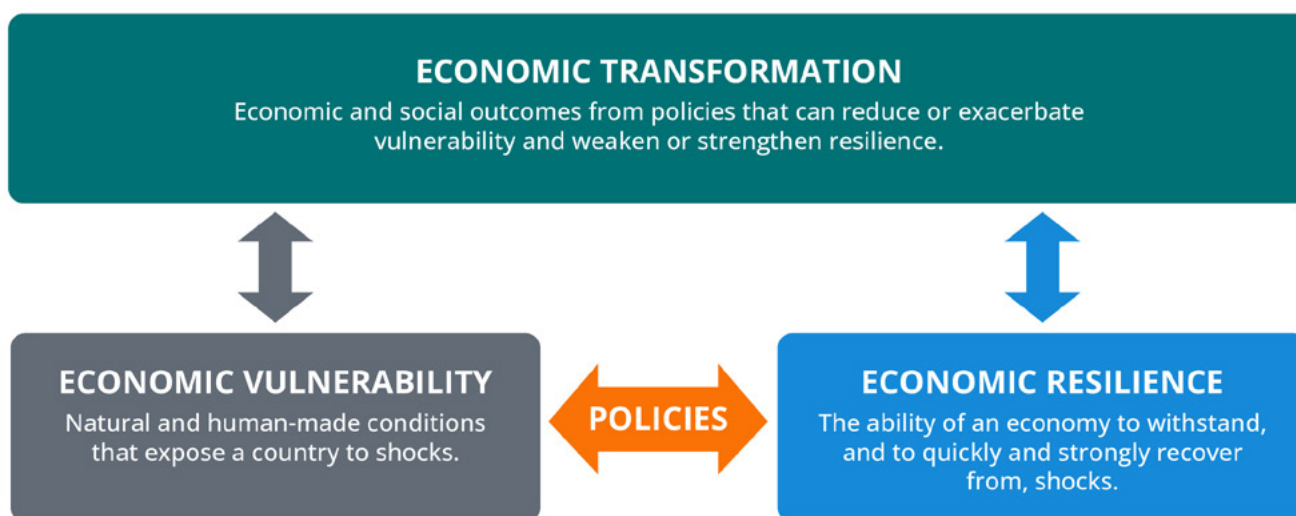 ECONOMIC TRANSFORMATION
Economic and social outcomes from policies that can reduce or exacerbate
vulnerability and weaken or strengthen resilience.
ECONOMIC VULNERABILITY
Natural and human-made conditions
that expose a country to shocks.
POLICIES
ECONOMIC RESILIENCE
The ability of an economy to withstand,
and to quickly and strongly recover
from, shocks.